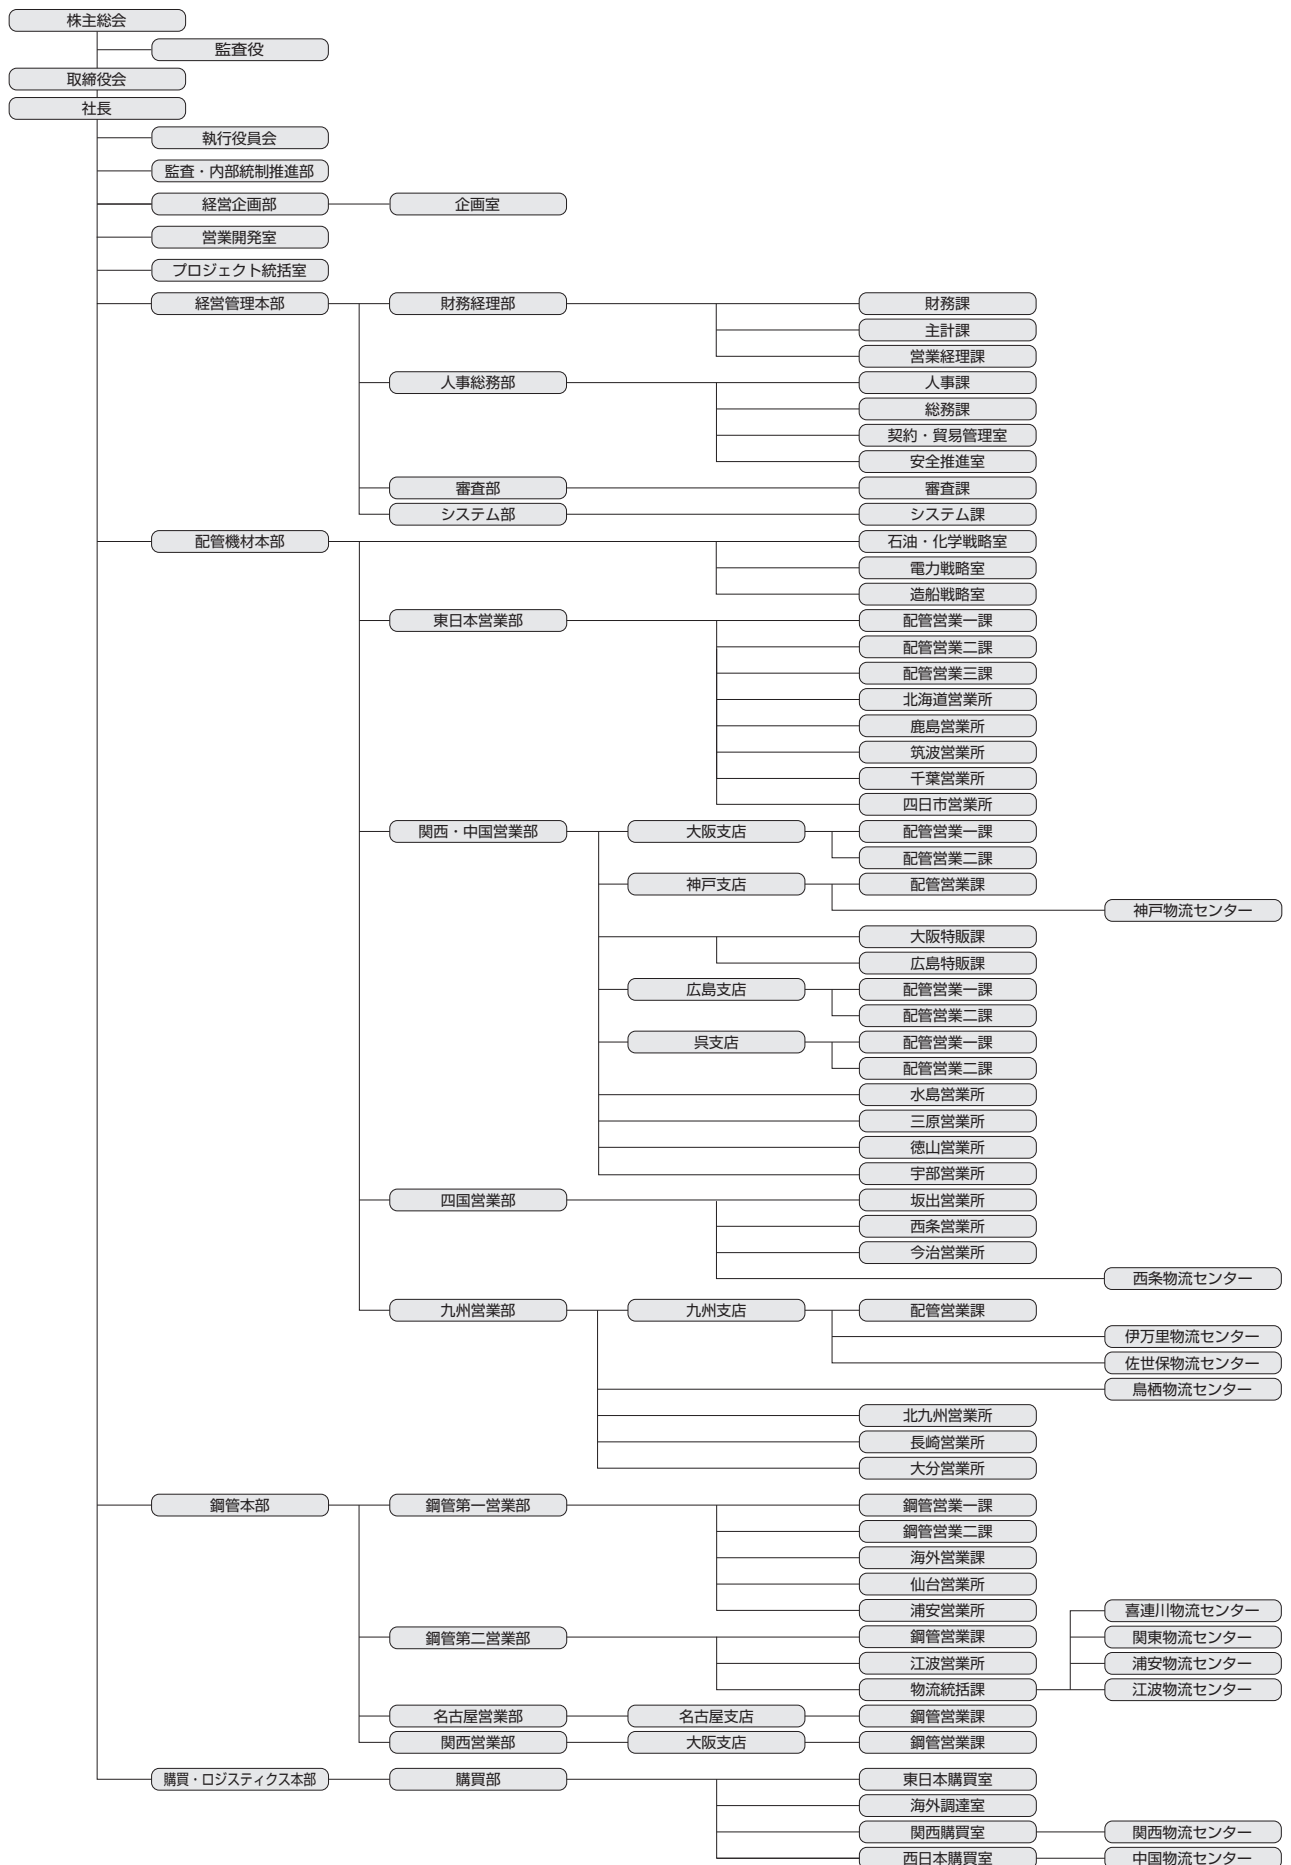 株主総会
監査役
取締役会
社長
執行役員会
監査・内部統制推進部
経営企画部 企画室
営業開発室
プロジェクト統括室
経営管理本部 財務経理部 財務課
主計課
営業経理課
人事総務部 人事課
総務課
契約・貿易管理室
安全推進室
審査部 審査課
システム部 システム課
配管機材本部 石油・化学戦略室
電力戦略室
造船戦略室
東日本営業部 配管営業一課
配管営業二課
配管営業三課
北海道営業所
鹿島営業所
筑波営業所
千葉営業所
四日市営業所
関西・中国営業部 大阪支店 配管営業一課
配管営業二課
神戸支店 配管営業課
神戸物流センター
大阪特販課
広島特販課
広島支店 配管営業一課
配管営業二課
呉支店 配管営業一課
配管営業二課
水島営業所
三原営業所
徳山営業所
宇部営業所
四国営業部 坂出営業所
西条営業所
今治営業所
西条物流センター
九州営業部 九州支店 配管営業課
伊万里物流センター
佐世保物流センター
鳥栖物流センター
北九州営業所
長崎営業所
大分営業所
鋼管本部 鋼管第一営業部 鋼管営業一課
鋼管営業二課
海外営業課
仙台営業所
浦安営業所 喜連川物流センター
鋼管第二営業部 鋼管営業課 関東物流センター
江波営業所 浦安物流センター
物流統括課 江波物流センター
名古屋営業部 名古屋支店 鋼管営業課
関西営業部 大阪支店 鋼管営業課
購買・ロジスティクス本部 購買部 東日本購買室
海外調達室
関西購買室 関西物流センター
西日本購買室 中国物流センター